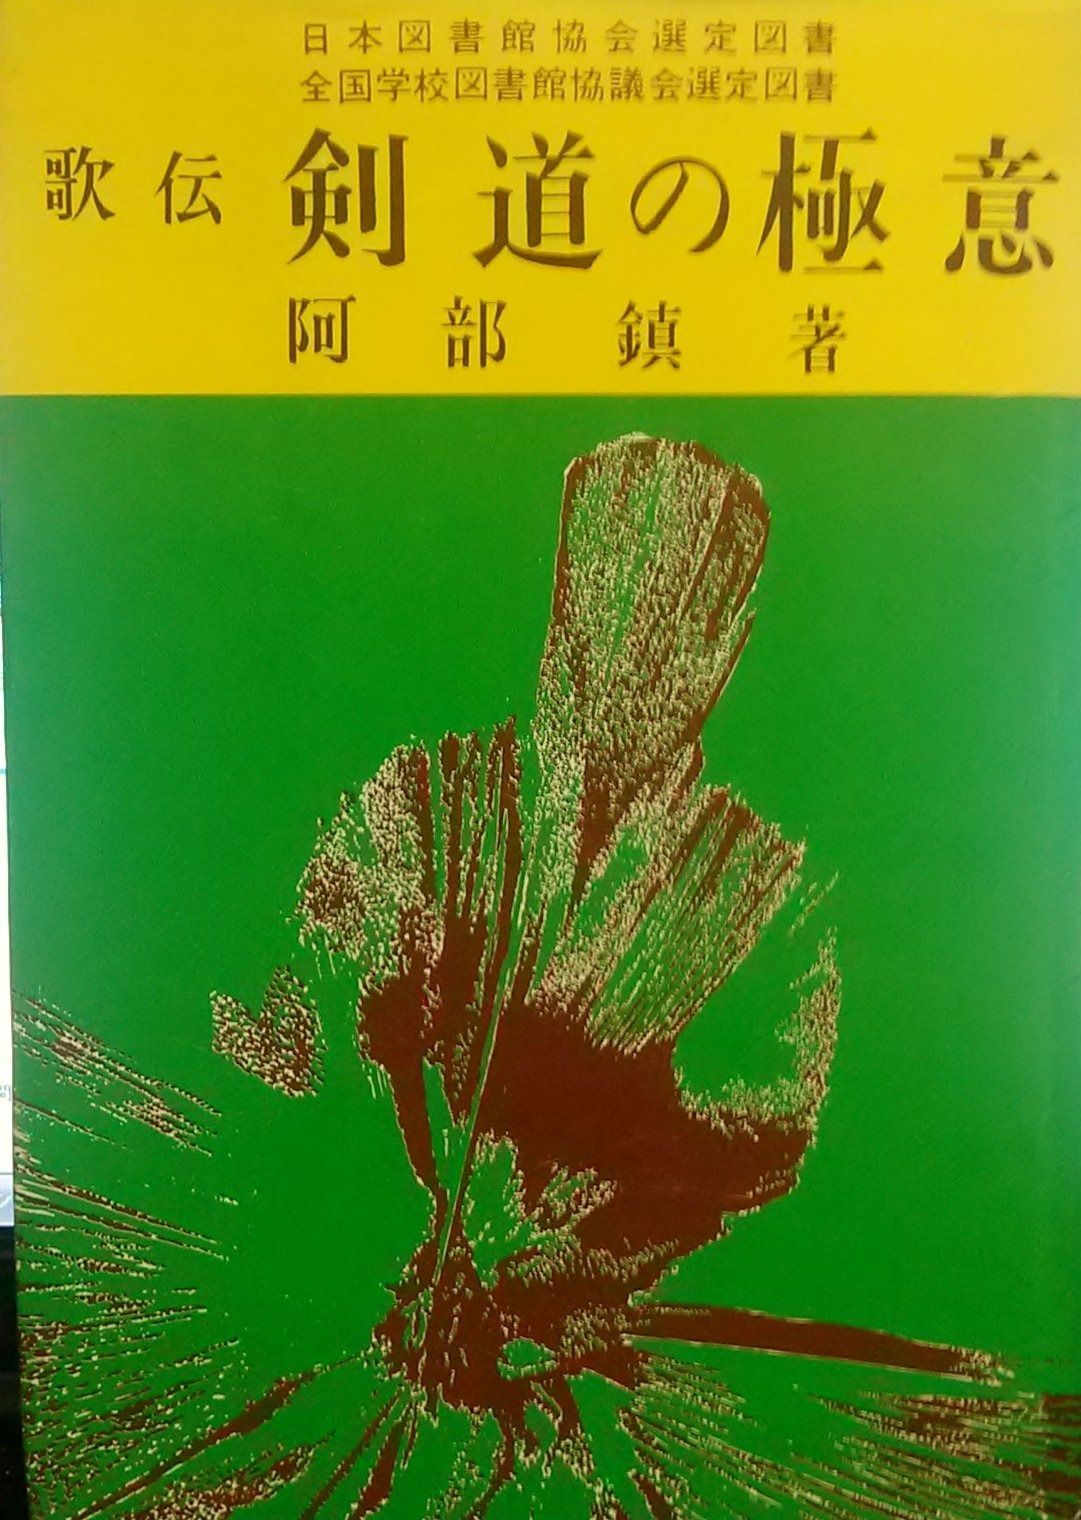 日本図書館協会選定図書
全国学校図書館協議会選定図書
歌伝 剣道の極意
阿部 鎮 著